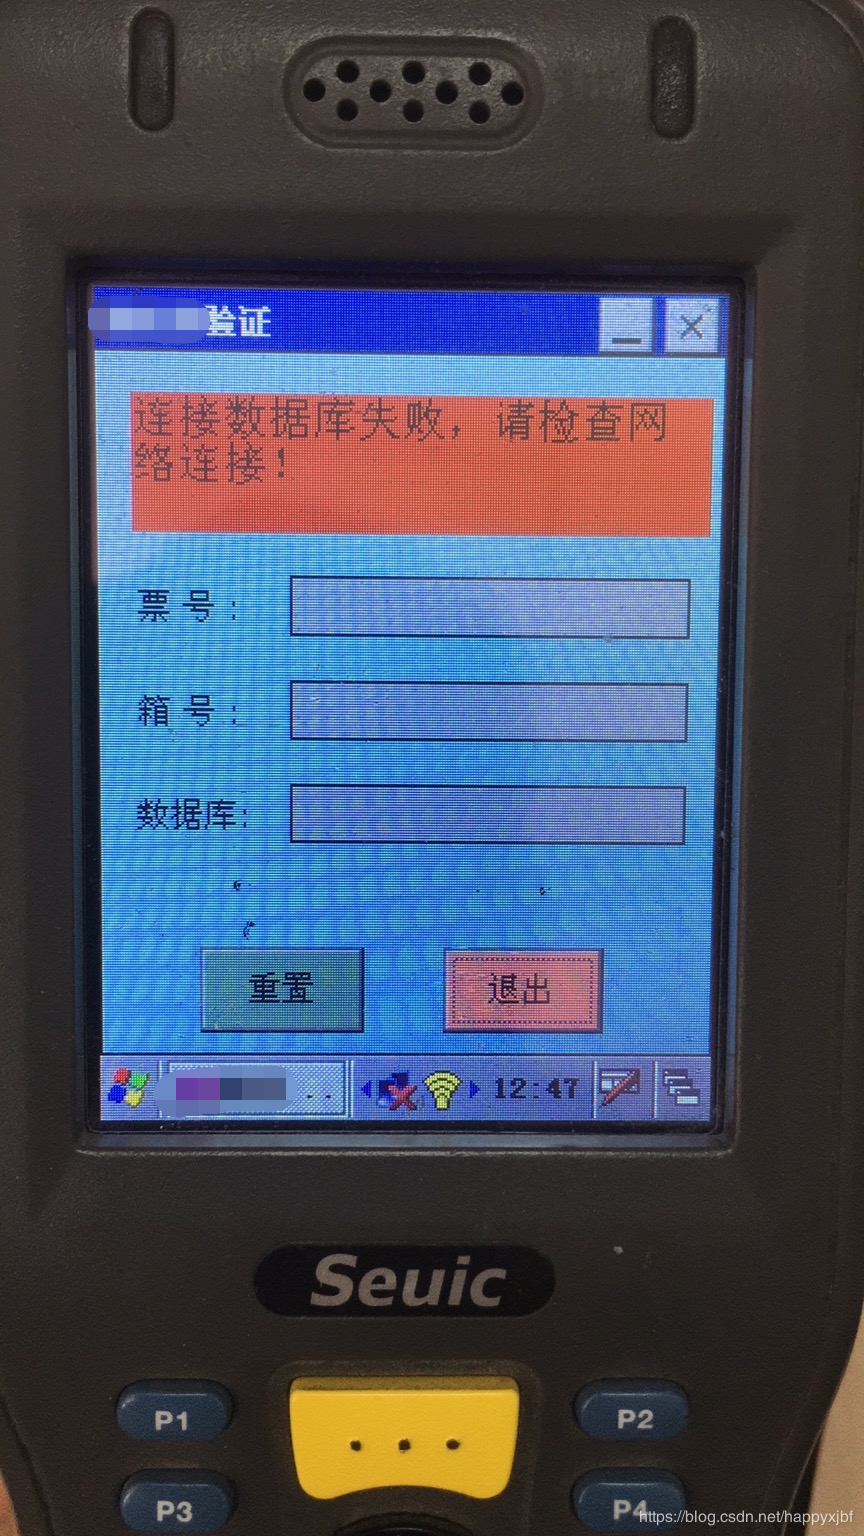 验证
连接数据库失败，请检查网
络连接！
票 号：
箱 号：
数据库：
重置
退出
12:47
Seuic
P1
P2
P3
P4
https://blog.csdn.net/happyxjbf